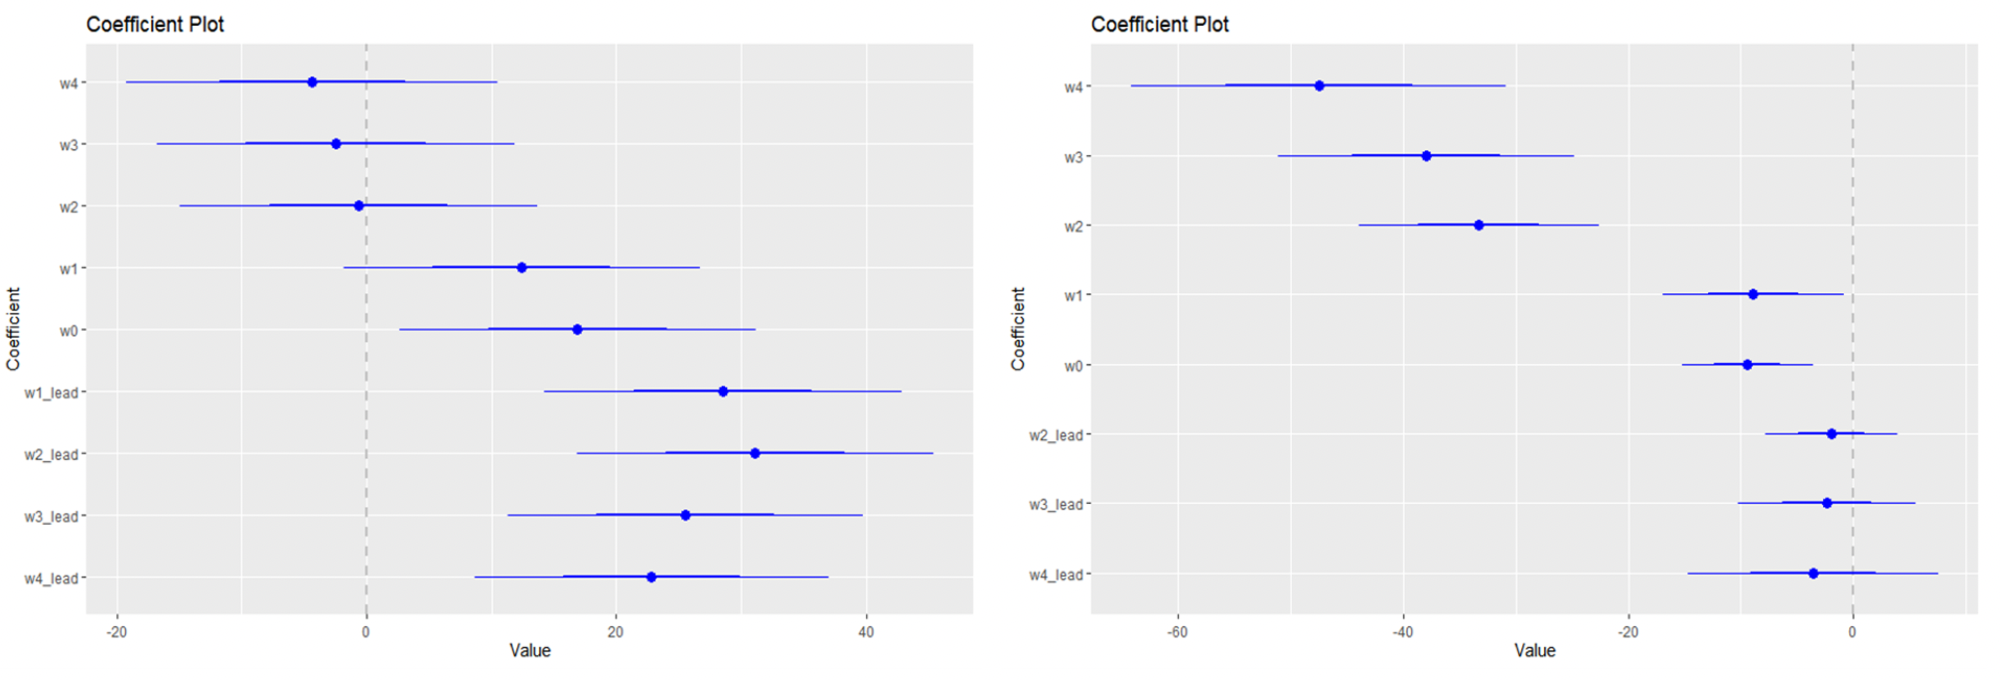 Coefficient Plot
Coefficient
w4
w3
w2
w1
w0
w1_lead
w2_lead
w3_lead
w4_lead
-20 0 20 40
Value
Coefficient Plot
Coefficient
w4
w3
w2
w1
w0
w2_lead
w3_lead
w4_lead
-60 -40 -20 0
Value